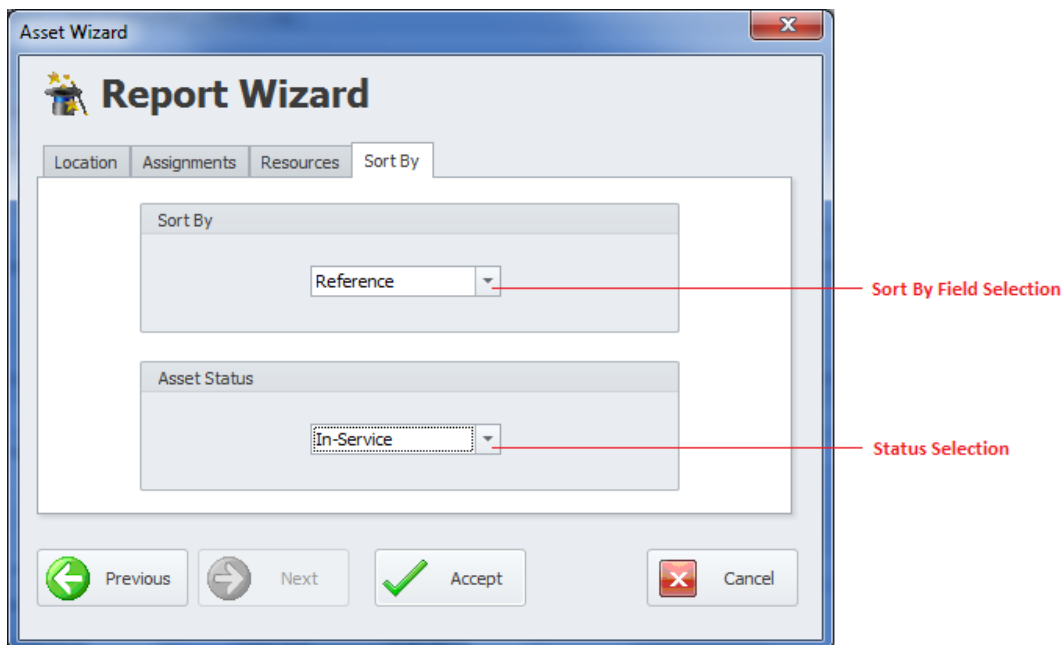 Asset Wizard
Report Wizard
Location Assignments Resources Sort By
Sort By
Reference
Sort By Field Selection
Asset Status
In-Service
Status Selection
Previous Next Accept Cancel